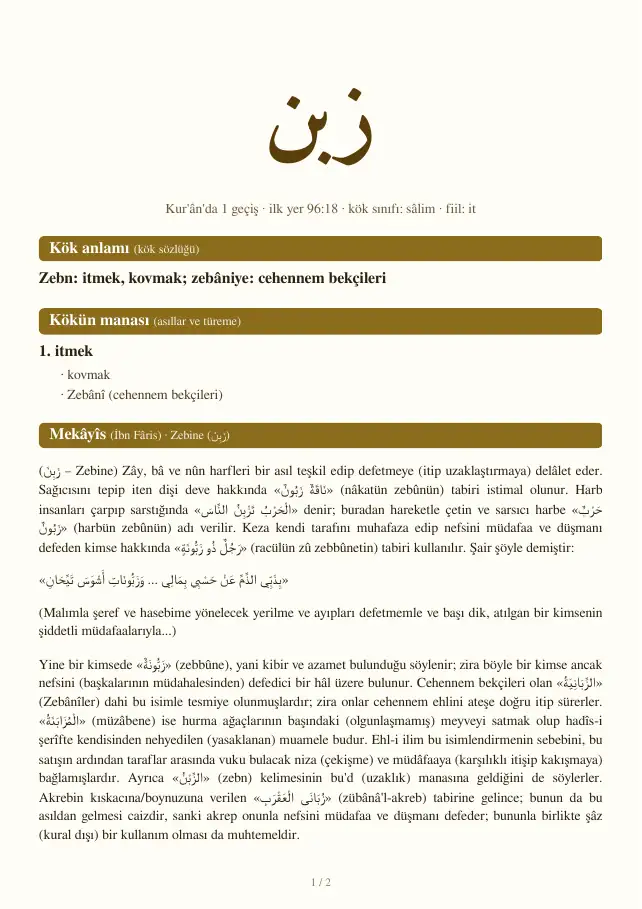 زبن
Kur'ân'da 1 geçiş · ilk yer 96:18 · kök sınıfı: sâlim · fiil: it
Kök anlamı (kök sözlüğü)
Zebn: itmek, kovmak; zebâniye: cehennem bekçileri
Kökün manası (asıllar ve türeme)
1. itmek
· kovmak
· Zebânî (cehennem bekçileri)
Mekâyîs (İbn Fâris) · Zebine (زبن)
(زَبِنَ – Zebine) Zây, bâ ve nûn harfleri bir asıl teşkil edip defetmeye (itip uzaklaştırmaya) delâlet eder.
Sağıcısını tepip iten dişi deve hakkında «نَاقَةٌ زَبُونٌ» (nâkatün zebûnün) tabiri istimal olunur. Harb
insanları çarpıp sarstığında «الْحَرْبُ تَزْبِنُ النَّاسَ» denir; buradan hareketle çetin ve sarsıcı harbe «حَرْبٌ
زَبُونٌ» (harbün zebûnün) adı verilir. Keza kendi tarafını muhafaza edip nefsini müdafaa ve düşmanı
defeden kimse hakkında «رَجُلٌ ذُو زَبُّونَةٍ» (racülün zû zebbûnetin) tabiri kullanılır. Şair şöyle demiştir:
«بِذَبِّي الذَّمَّ عَنْ حَسَبِي بِمَالِي ... وَزَبُّونَاتِ أَشْوَسَ تَيَّحَانِ»
(Malımla şeref ve hasebime yönelecek yerilme ve ayıpları defetmemle ve başı dik, atılgan bir kimsenin
şiddetli müdafaalarıyla...)
Yine bir kimsede «زَبُّونَةٌ» (zebbûne), yani kibir ve azamet bulunduğu söylenir; zira böyle bir kimse ancak
nefsini (başkalarının müdahalesinden) defedici bir hâl üzere bulunur. Cehennem bekçileri olan «الزَّبَانِيَةُ»
(Zebânîler) dahi bu isimle tesmiye olunmuşlardır; zira onlar cehennem ehlini ateşe doğru itip sürerler.
«الْمُزَابَنَةُ» (müzâbene) ise hurma ağaçlarının başındaki (olgunlaşmamış) meyveyi satmak olup hadîs-i
şerîfte kendisinden nehyedilen (yasaklanan) muamele budur. Ehl-i ilim bu isimlendirmenin sebebini, bu
satışın ardından taraflar arasında vuku bulacak niza (çekişme) ve müdâfaaya (karşılıklı itişip kakışmaya)
bağlamışlardır. Ayrıca «الزَّبْنُ» (zebn) kelimesinin bu'd (uzaklık) manasına geldiğini de söylerler.
Akrebin kıskacına/boynuzuna verilen «زُبَانَى الْعَقْرَبِ» (zübânâ'l-akreb) tabirine gelince; bunun da bu
asıldan gelmesi caizdir, sanki akrep onunla nefsini müdafaa ve düşmanı defeder; bununla birlikte şâz
(kural dışı) bir kullanım olması da muhtemeldir.
1 / 2